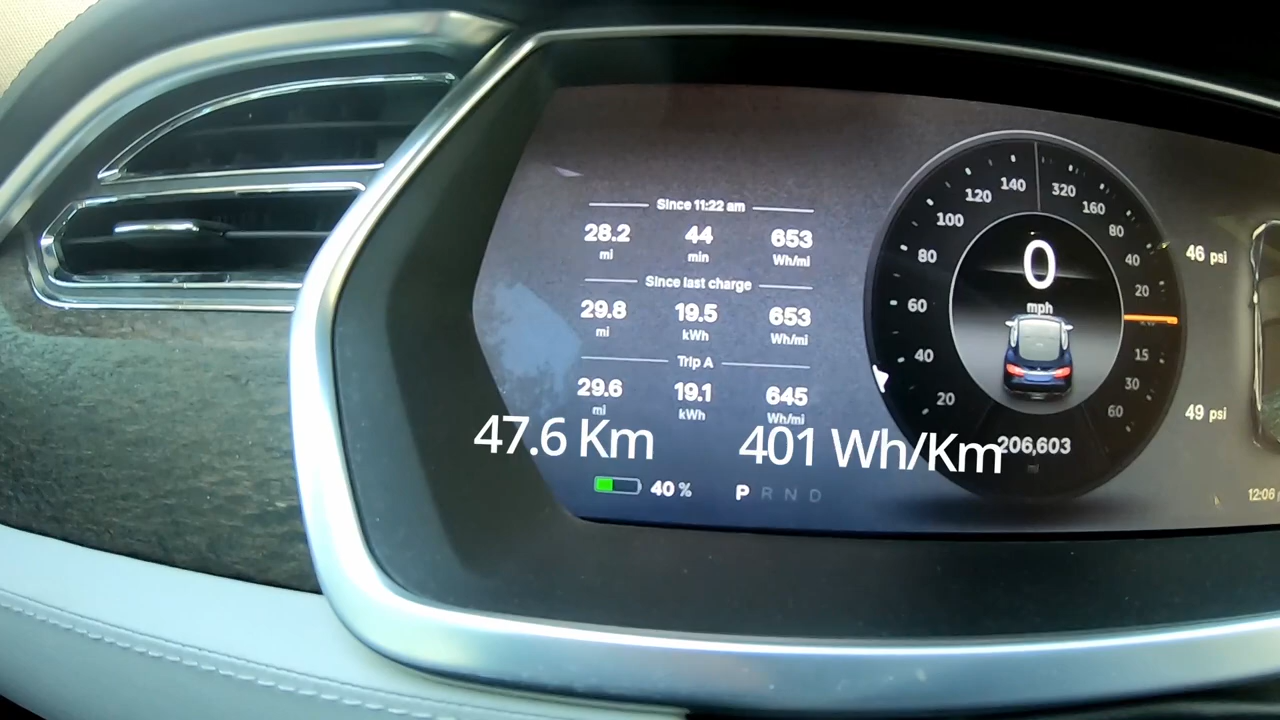 Since 11:22 am
28.2 44 653
mi min Wh/mi
Since last charge
29.8 19.5 653
mi kWh Wh/mi
Trip A
29.6 19.1 645
mi kWh Wh/mi
47.6 Km 401 Wh/Km
40 %
P R N D
140 320
120 160
100 80
80 40
60 20
40 15
20 30
60
0
mph
206,603
mi
46 psi
49 psi
12:06